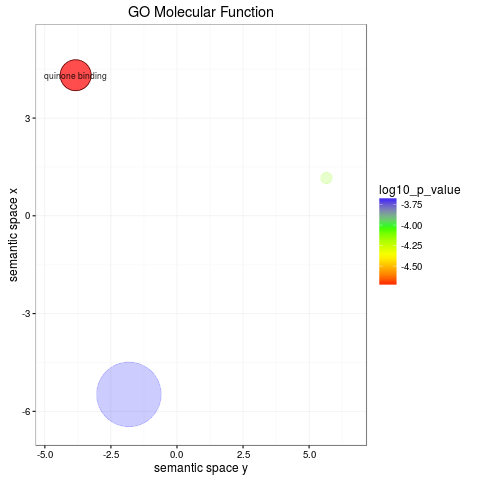 GO Molecular Function
quinone binding
3
0
-3
-6
semantic space x
-5.0 -2.5 0.0 2.5 5.0
semantic space y
log10_p_value
-3.75
-4.00
-4.25
-4.50